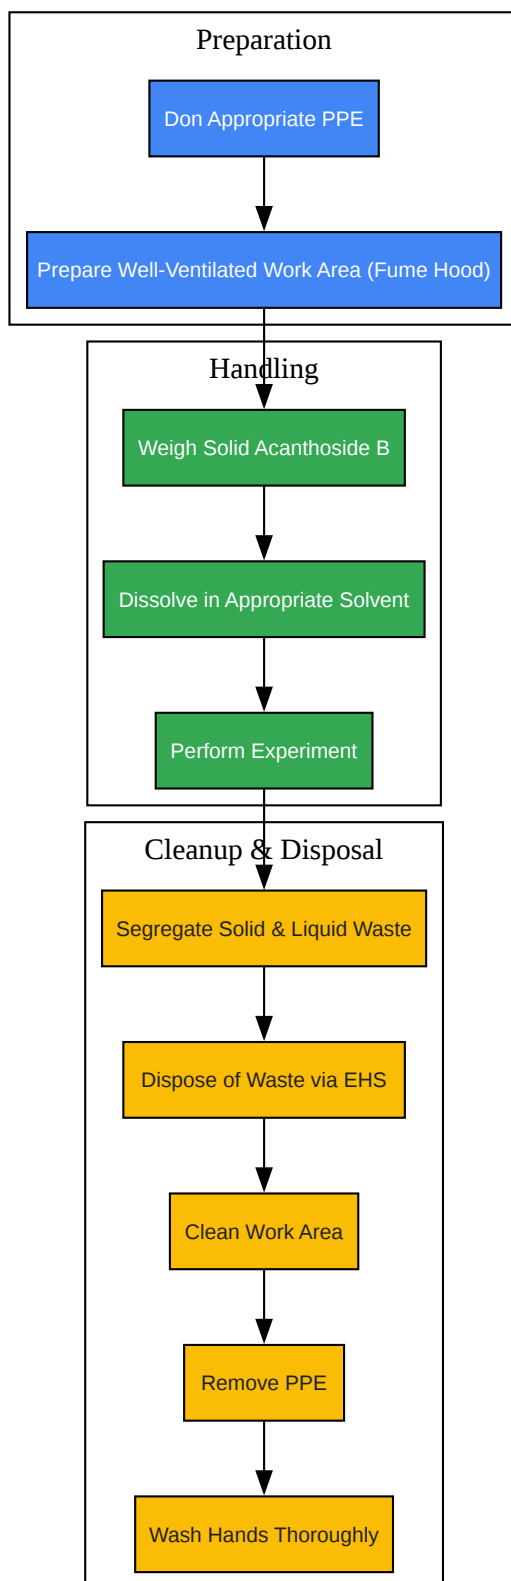 Preparation
Don Appropriate PPE
Prepare Well-Ventilated Work Area (Fume Hood)
Handling
Weigh Solid Acanthoside B
Dissolve in Appropriate Solvent
Perform Experiment
Cleanup & Disposal
Segregate Solid & Liquid Waste
Dispose of Waste via EHS
Clean Work Area
Remove PPE
Wash Hands Thoroughly